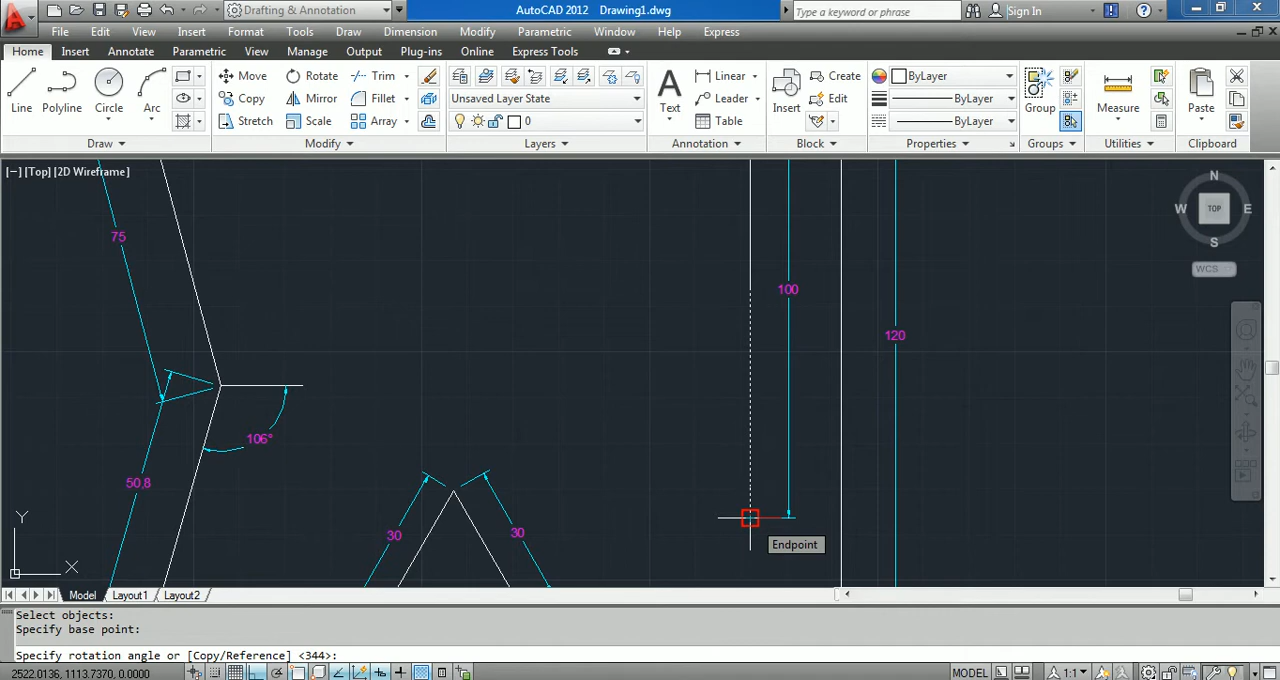 Drafting & Annotation
AutoCAD 2012 Drawing1.dwg
Type a keyword or phrase
Sign In
File Edit View Insert Format Tools Draw Dimension Modify Parametric Window Help Express
Home Insert Annotation Parametric View Manage Output Plug-ins Online Express Tools
Move Rotate Trim Linear Create ByLayer
Line Polyline Circle Arc
Copy Mirror Fillet Unsaved Layer State Text Leader Insert Edit ByLayer Group Measure Paste
Stretch Scale Array 0 Table ByLayer
Draw Modify Layers Annotation Block Properties Groups Utilities Clipboard
[−] [Top] [2D Wireframe]
N
W TOP E
S
WCS
75
100
120
106°
50,8
30
30
Endpoint
Y
X
Model Layout1 Layout2
Select objects:
Specify base point:
Specify rotation angle or [Copy/Reference] <344>:
2522.0136, 1113.7370, 0.0000
MODEL
1:1